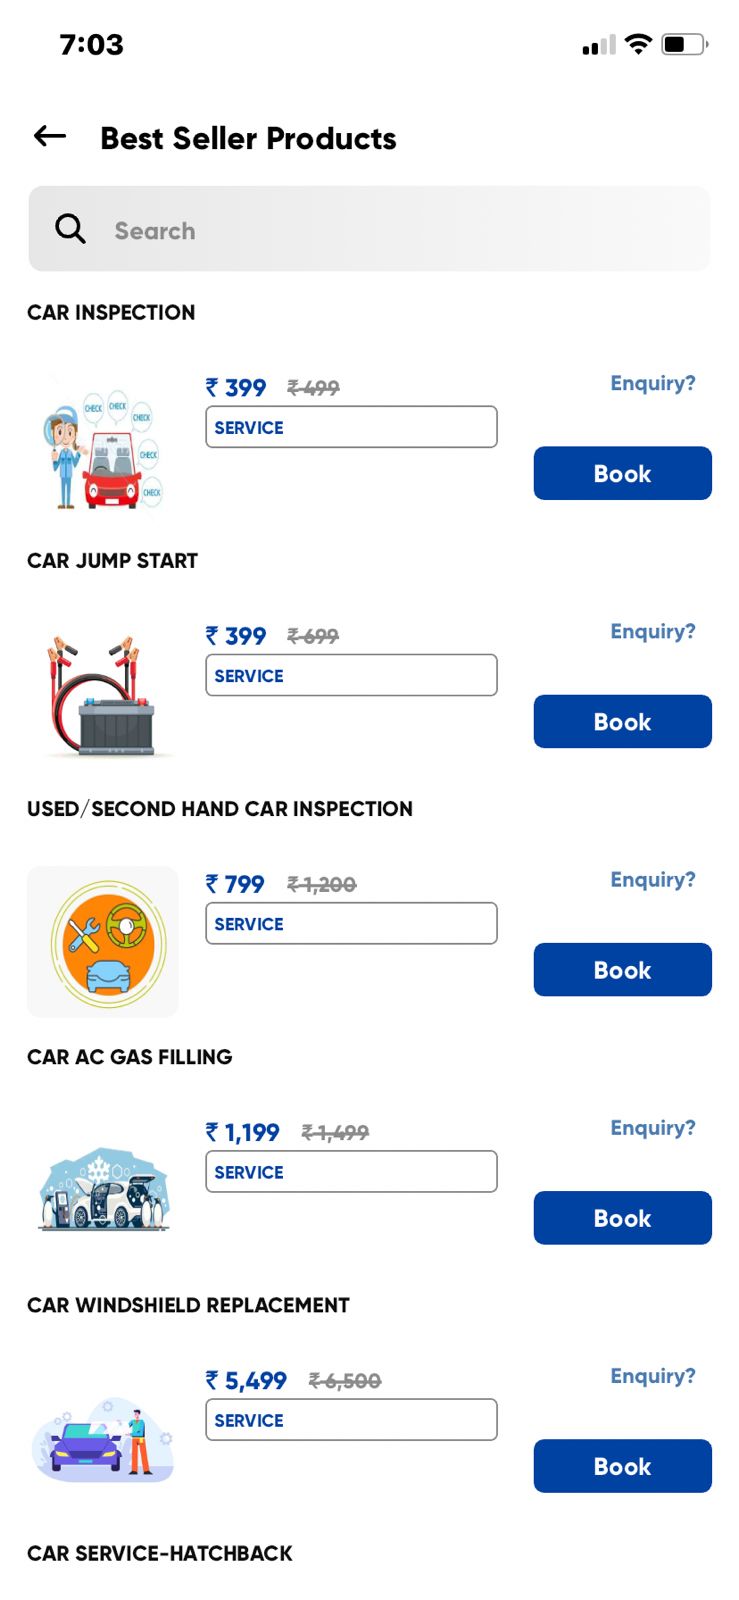 7:03
Best Seller Products
Search
CAR INSPECTION
₹ 399 ₹ 499
Enquiry?
SERVICE
Book
CHECK
CHECK
CHECK
CHECK
CHECK
CAR JUMP START
₹ 399 ₹ 699
Enquiry?
SERVICE
Book
USED/SECOND HAND CAR INSPECTION
₹ 799 ₹ 1,200
Enquiry?
SERVICE
Book
CAR AC GAS FILLING
₹ 1,199 ₹ 1,499
Enquiry?
SERVICE
Book
CAR WINDSHIELD REPLACEMENT
₹ 5,499 ₹ 6,500
Enquiry?
SERVICE
Book
CAR SERVICE-HATCHBACK